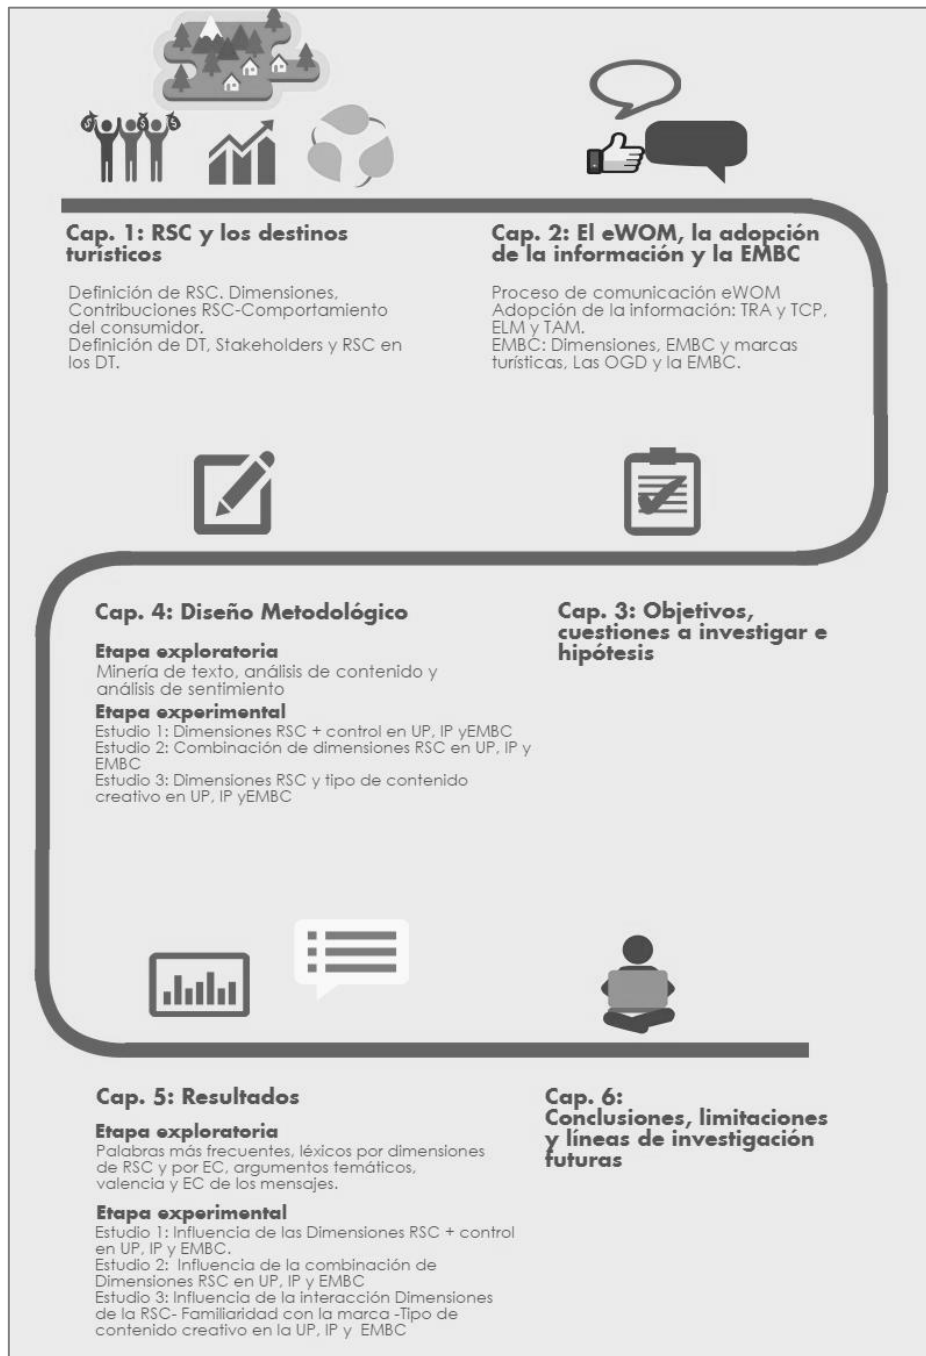 Cap. 1: RSC y los destinos
turísticos
Definición de RSC. Dimensiones,
Contribuciones RSC-Comportamiento
del consumidor.
Definición de DT, Stakeholders y RSC en
los DT.
Cap. 2: El eWOM, la adopción
de la información y la EMBC
Proceso de comunicación eWOM
Adopción de la información: TRA y TCP,
ELM y TAM.
EMBC: Dimensiones, EMBC y marcas
turísticas, Las OGD y la EMBC.
Cap. 3: Objetivos,
cuestiones a investigar e
hipótesis
Cap. 4: Diseño Metodológico
Etapa exploratoria
Minería de texto, análisis de contenido y
análisis de sentimiento
Etapa experimental
Estudio 1: Dimensiones RSC + control en UP, IP yEMBC
Estudio 2: Combinación de dimensiones RSC en UP, IP y
EMBC
Estudio 3: Dimensiones RSC y tipo de contenido
creativo en UP, IP yEMBC
Cap. 5: Resultados
Etapa exploratoria
Palabras más frecuentes, léxicos por dimensiones
de RSC y por EC, argumentos temáticos,
valencia y EC de los mensajes.
Etapa experimental
Estudio 1: Influencia de las Dimensiones RSC + control
en UP, IP y EMBC.
Estudio 2: Influencia de la combinación de
Dimensiones RSC en UP, IP y EMBC
Estudio 3: Influencia de la interacción Dimensiones
de la RSC- Familiaridad con la marca -Tipo de
contenido creativo en la UP, IP y EMBC
Cap. 6:
Conclusiones, limitaciones
y líneas de investigación
futuras